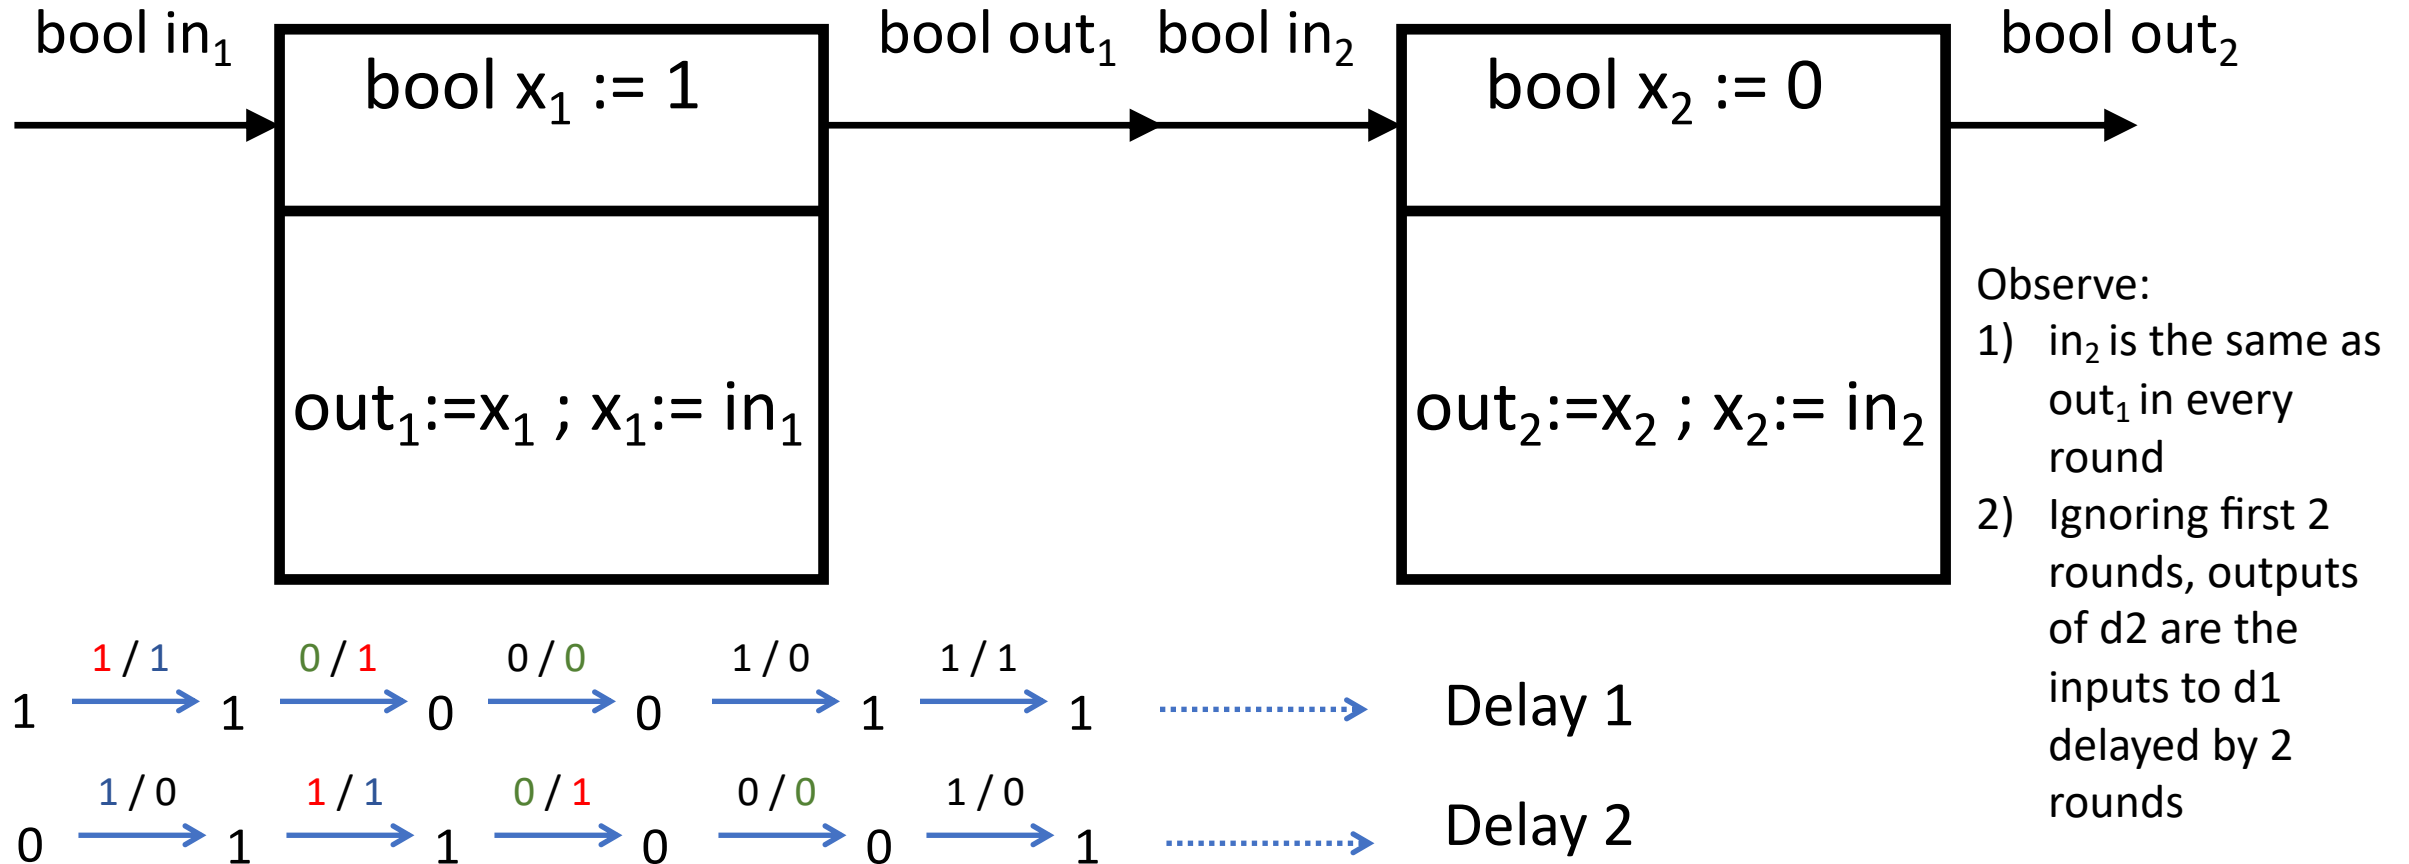 bool in₁ bool out₁ bool in₂ bool out₂
bool x₁ := 1 bool x₂ := 0
out₁:=x₁ ; x₁:= in₁ out₂:=x₂ ; x₂:= in₂
Observe:
1) in₂ is the same as
out₁ in every
round
2) Ignoring first 2
rounds, outputs
of d2 are the
inputs to d1
delayed by 2
rounds
1 / 1 0 / 1 0 / 0 1 / 0 1 / 1
1 1 0 0 1 1 Delay 1
1 / 0 1 / 1 0 / 1 0 / 0 1 / 0
0 1 1 0 0 1 Delay 2